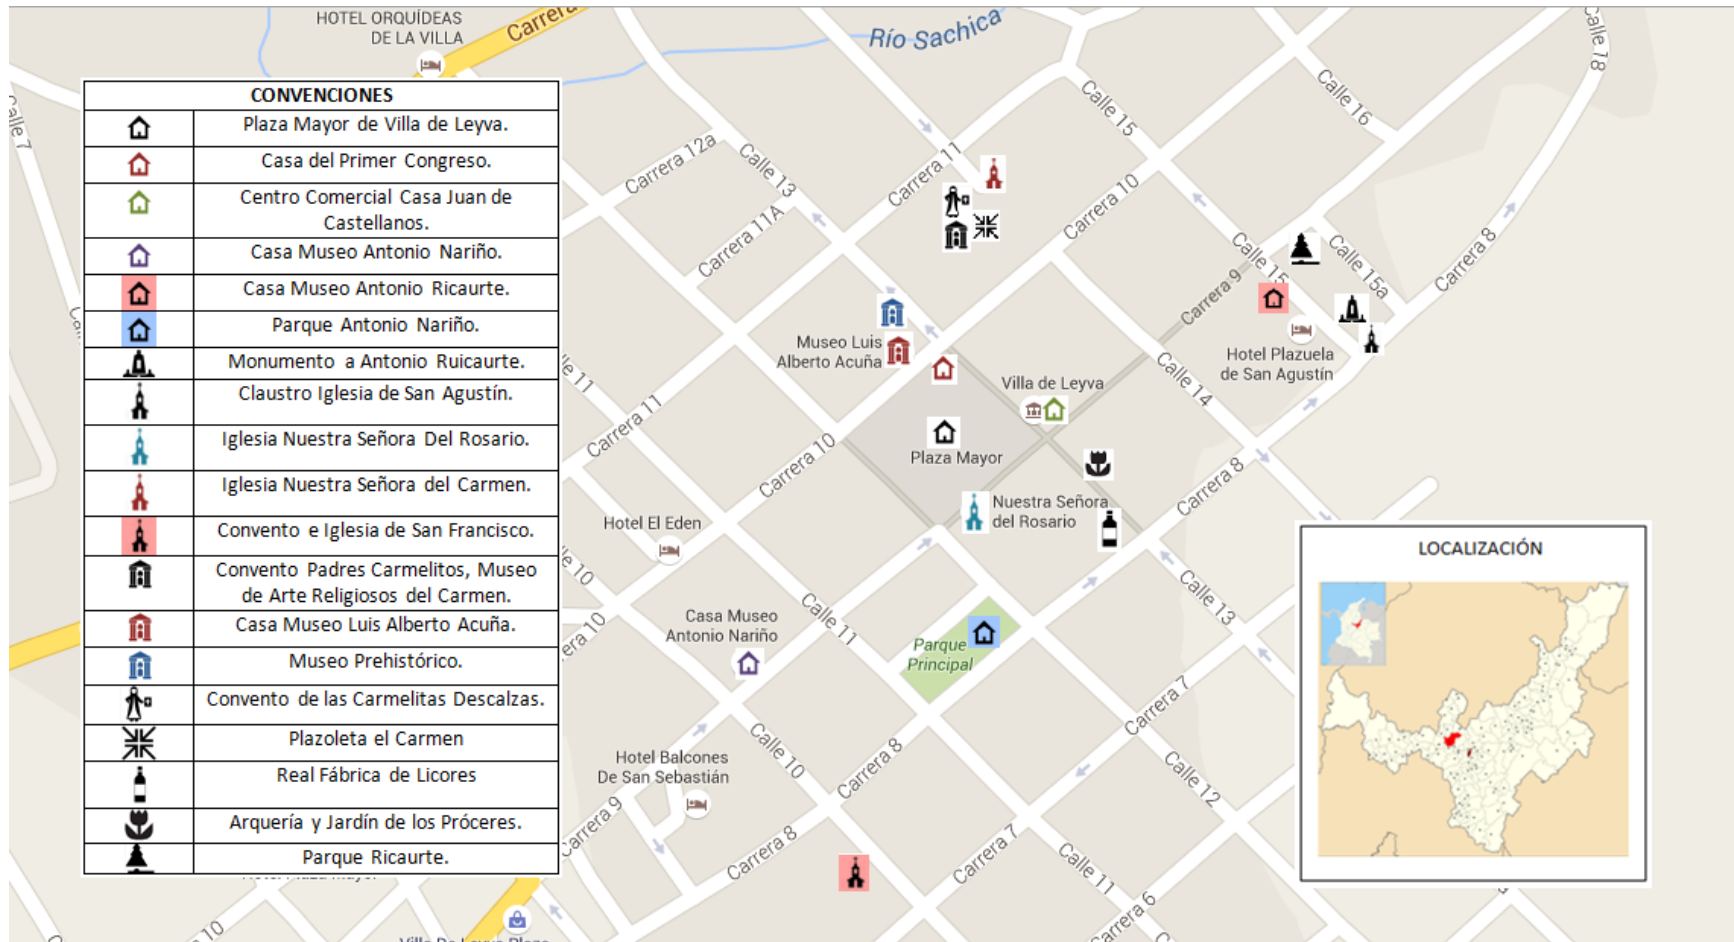 HOTEL ORQUÍDEAS
DE LA VILLA
Carrera
Río Sachica
Calle 18
Calle 7
CONVENCIONES
Plaza Mayor de Villa de Leyva.
Casa del Primer Congreso.
Centro Comercial Casa Juan de
Castellanos.
Casa Museo Antonio Nariño.
Casa Museo Antonio Ricaurte.
Parque Antonio Nariño.
Monumento a Antonio Ruicaurte.
Claustro Iglesia de San Agustín.
Iglesia Nuestra Señora Del Rosario.
Iglesia Nuestra Señora del Carmen.
Convento e Iglesia de San Francisco.
Convento Padres Carmelitos, Museo
de Arte Religiosos del Carmen.
Casa Museo Luis Alberto Acuña.
Museo Prehistórico.
Convento de las Carmelitas Descalzas.
Plazoleta el Carmen
Real Fábrica de Licores
Arquería y Jardín de los Próceres.
Parque Ricaurte.
Calle 15
Calle 16
Carrera 12a
Calle 13
Carrera 11
Carrera 10
Carrera 11A
Calle 15
Calle 15a
Carrera 8
Carrera 9
Museo Luis
Alberto Acuña
Hotel Plazuela
de San Agustín
Villa de Leyva
Calle 14
lle 11
Carrera 11
Carrera 10
Plaza Mayor
Carrera 8
Nuestra Señora
del Rosario
Hotel El Eden
lle 10
Calle 13
Casa Museo
Antonio Nariño
Calle 11
era 10
Parque
Principal
Carrera 7
Calle 10
Carrera 8
Hotel Balcones
De San Sebastián
Calle 12
Carrera 9
Carrera 8
Carrera 7
Calle 11
Carrera 6
10
LOCALIZACIÓN